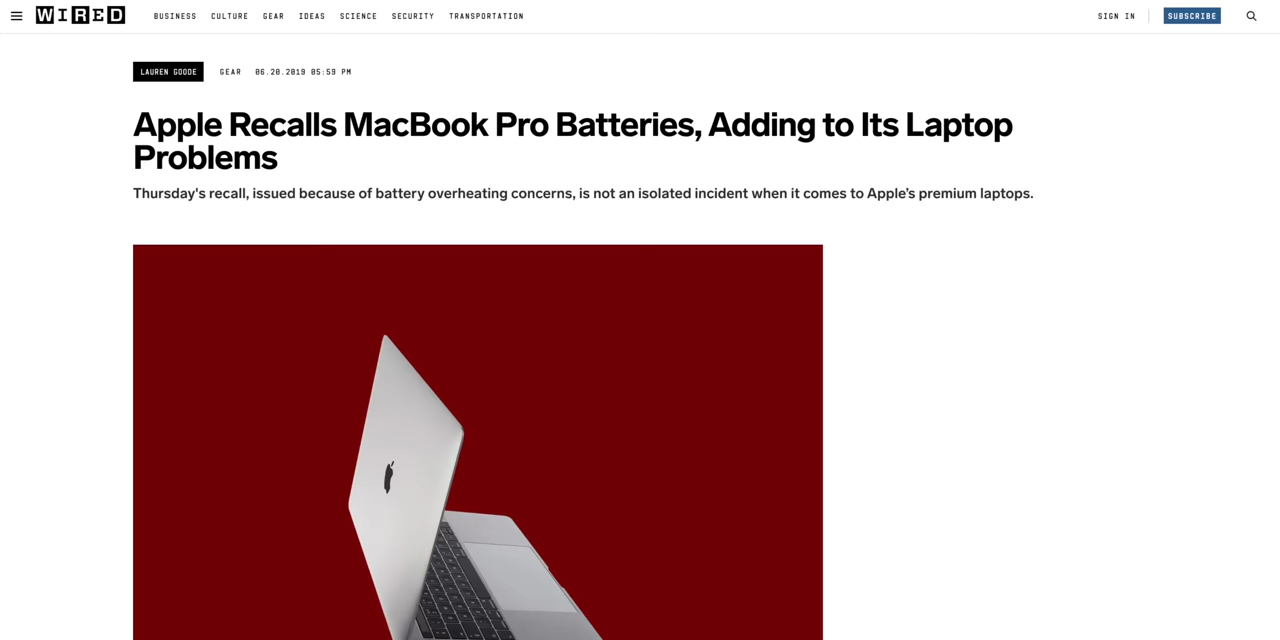 WIRED
BUSINESS CULTURE GEAR IDEAS SCIENCE SECURITY TRANSPORTATION
SIGN IN
SUBSCRIBE
LAUREN GOODE GEAR 06.20.2019 05:59 PM
Apple Recalls MacBook Pro Batteries, Adding to Its Laptop
Problems
Thursday's recall, issued because of battery overheating concerns, is not an isolated incident when it comes to Apple’s premium laptops.